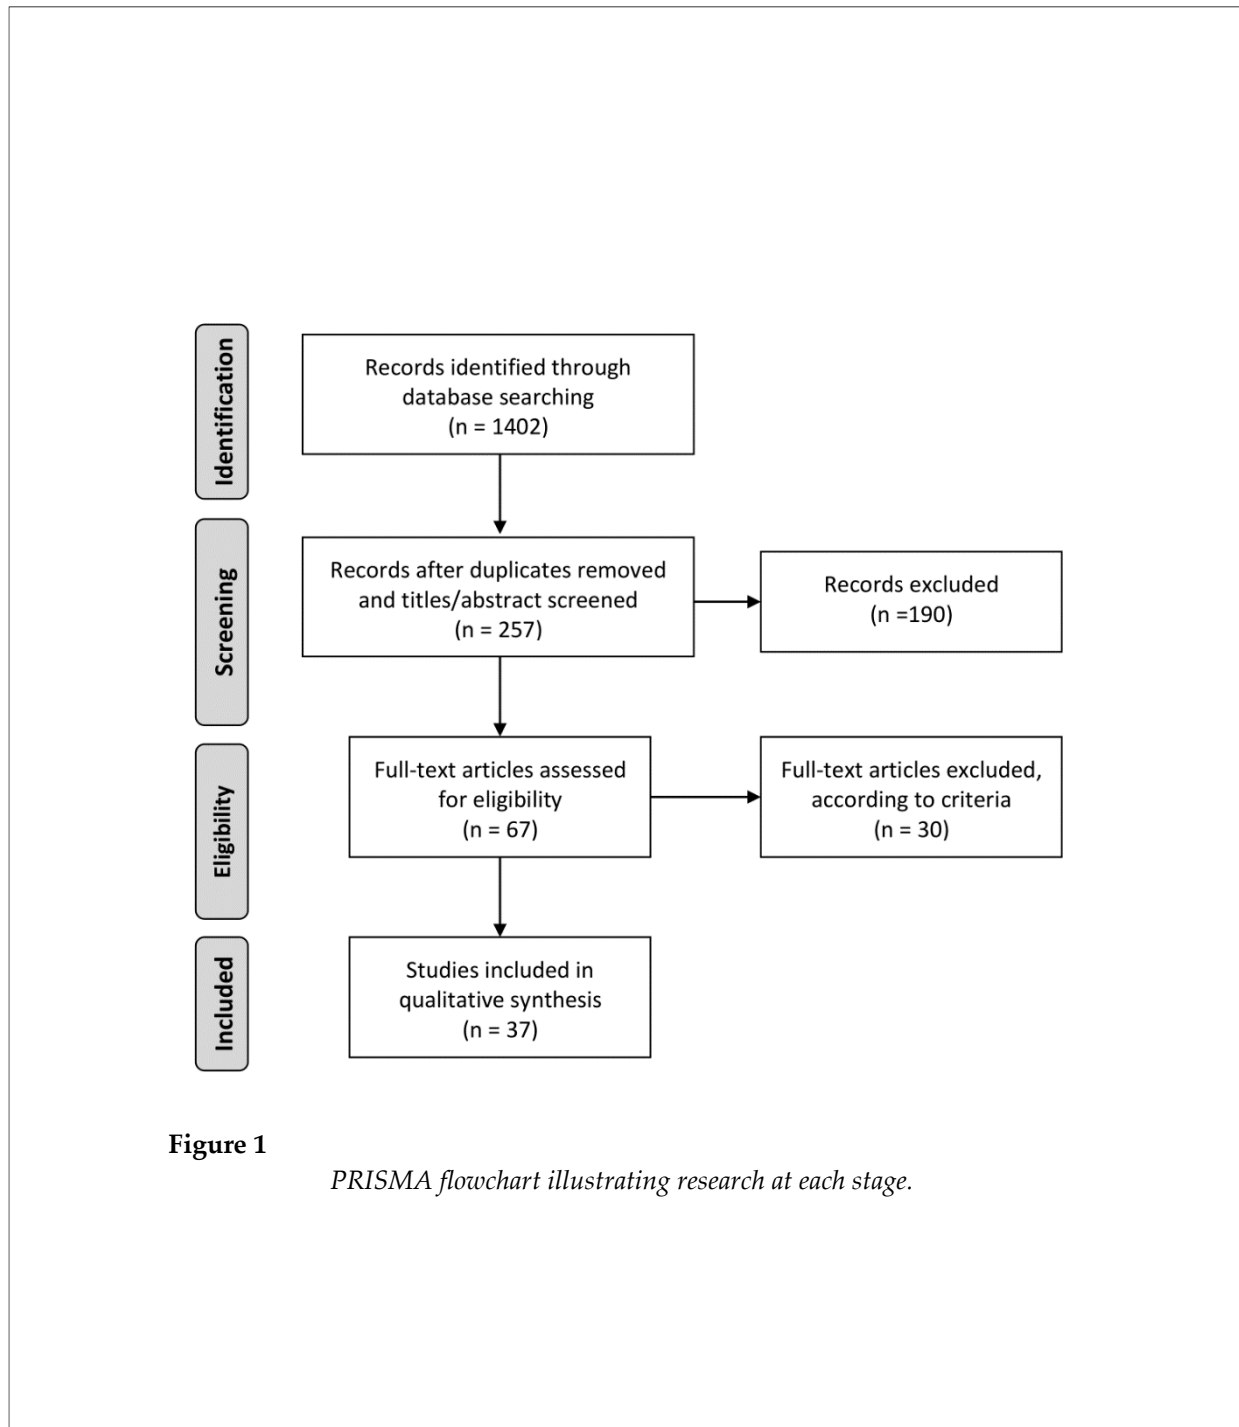 Identification
Records identified through
database searching
(n = 1402)
Screening
Records after duplicates removed
and titles/abstract screened
(n = 257)
Records excluded
(n =190)
Eligibility
Full-text articles assessed
for eligibility
(n = 67)
Full-text articles excluded,
according to criteria
(n = 30)
Included
Studies included in
qualitative synthesis
(n = 37)
Figure 1
PRISMA flowchart illustrating research at each stage.